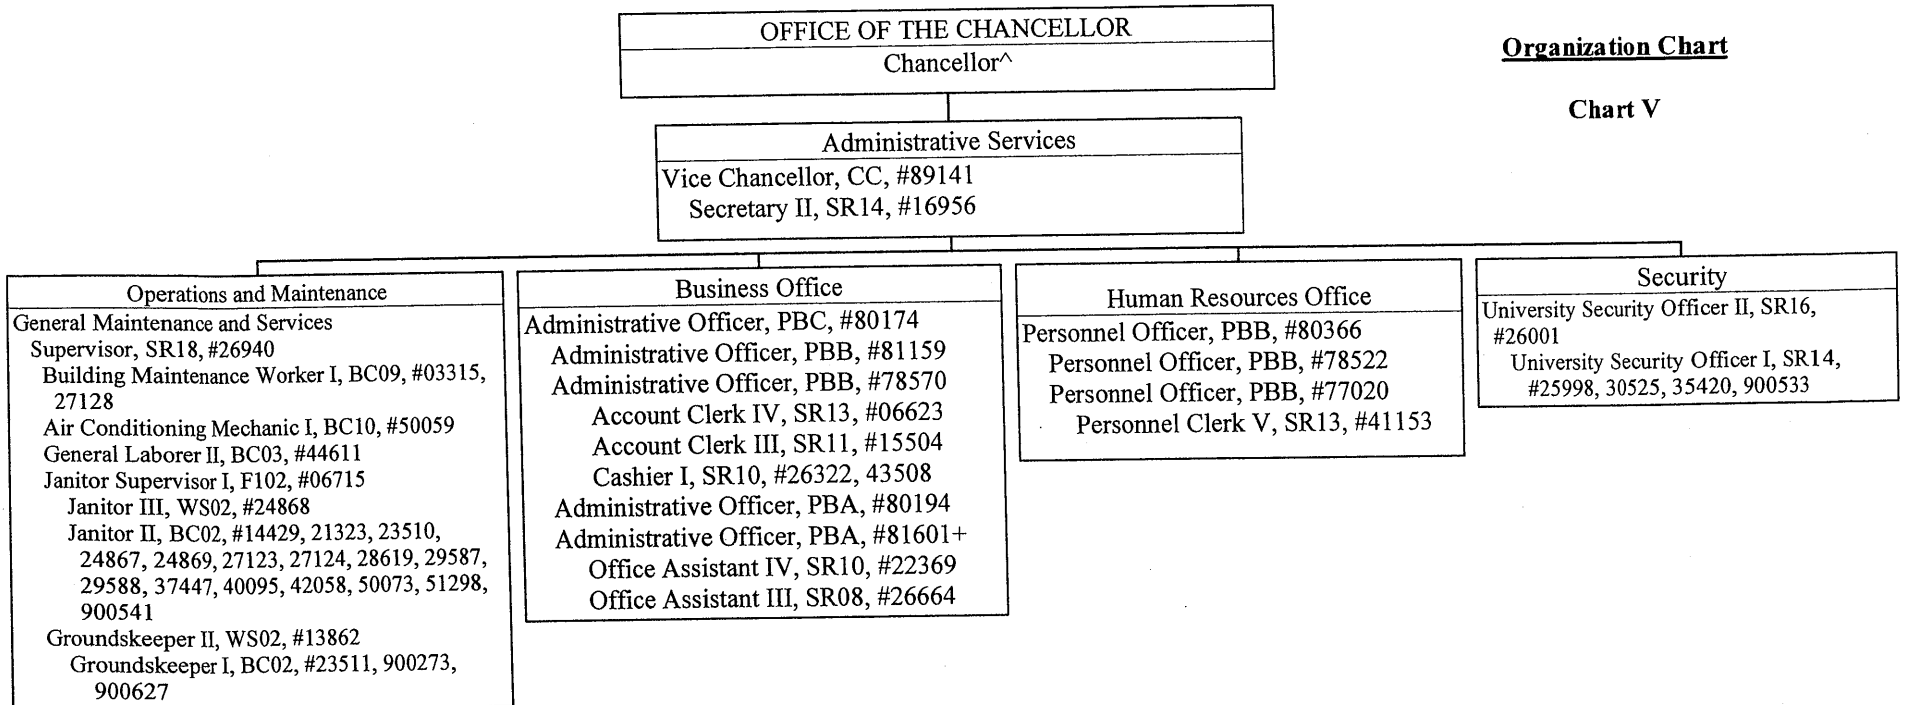 OFFICE OF THE CHANCELLOR
Chancellor^
Organization Chart
Chart V
Administrative Services
Vice Chancellor, CC, #89141
Secretary II, SR14, #16956
Operations and Maintenance
General Maintenance and Services
Supervisor, SR18, #26940
Building Maintenance Worker I, BC09, #03315,
27128
Air Conditioning Mechanic I, BC10, #50059
General Laborer II, BC03, #44611
Janitor Supervisor I, F102, #06715
Janitor III, WS02, #24868
Janitor II, BC02, #14429, 21323, 23510,
24867, 24869, 27123, 27124, 28619, 29587,
29588, 37447, 40095, 42058, 50073, 51298,
900541
Groundskeeper II, WS02, #13862
Groundskeeper I, BC02, #23511, 900273,
900627
Business Office
Administrative Officer, PBC, #80174
Administrative Officer, PBB, #81159
Administrative Officer, PBB, #78570
Account Clerk IV, SR13, #06623
Account Clerk III, SR11, #15504
Cashier I, SR10, #26322, 43508
Administrative Officer, PBA, #80194
Administrative Officer, PBA, #81601+
Office Assistant IV, SR10, #22369
Office Assistant III, SR08, #26664
Human Resources Office
Personnel Officer, PBB, #80366
Personnel Officer, PBB, #78522
Personnel Officer, PBB, #77020
Personnel Clerk V, SR13, #41153
Security
University Security Officer II, SR16,
#26001
University Security Officer I, SR14,
#25998, 30525, 35420, 900533